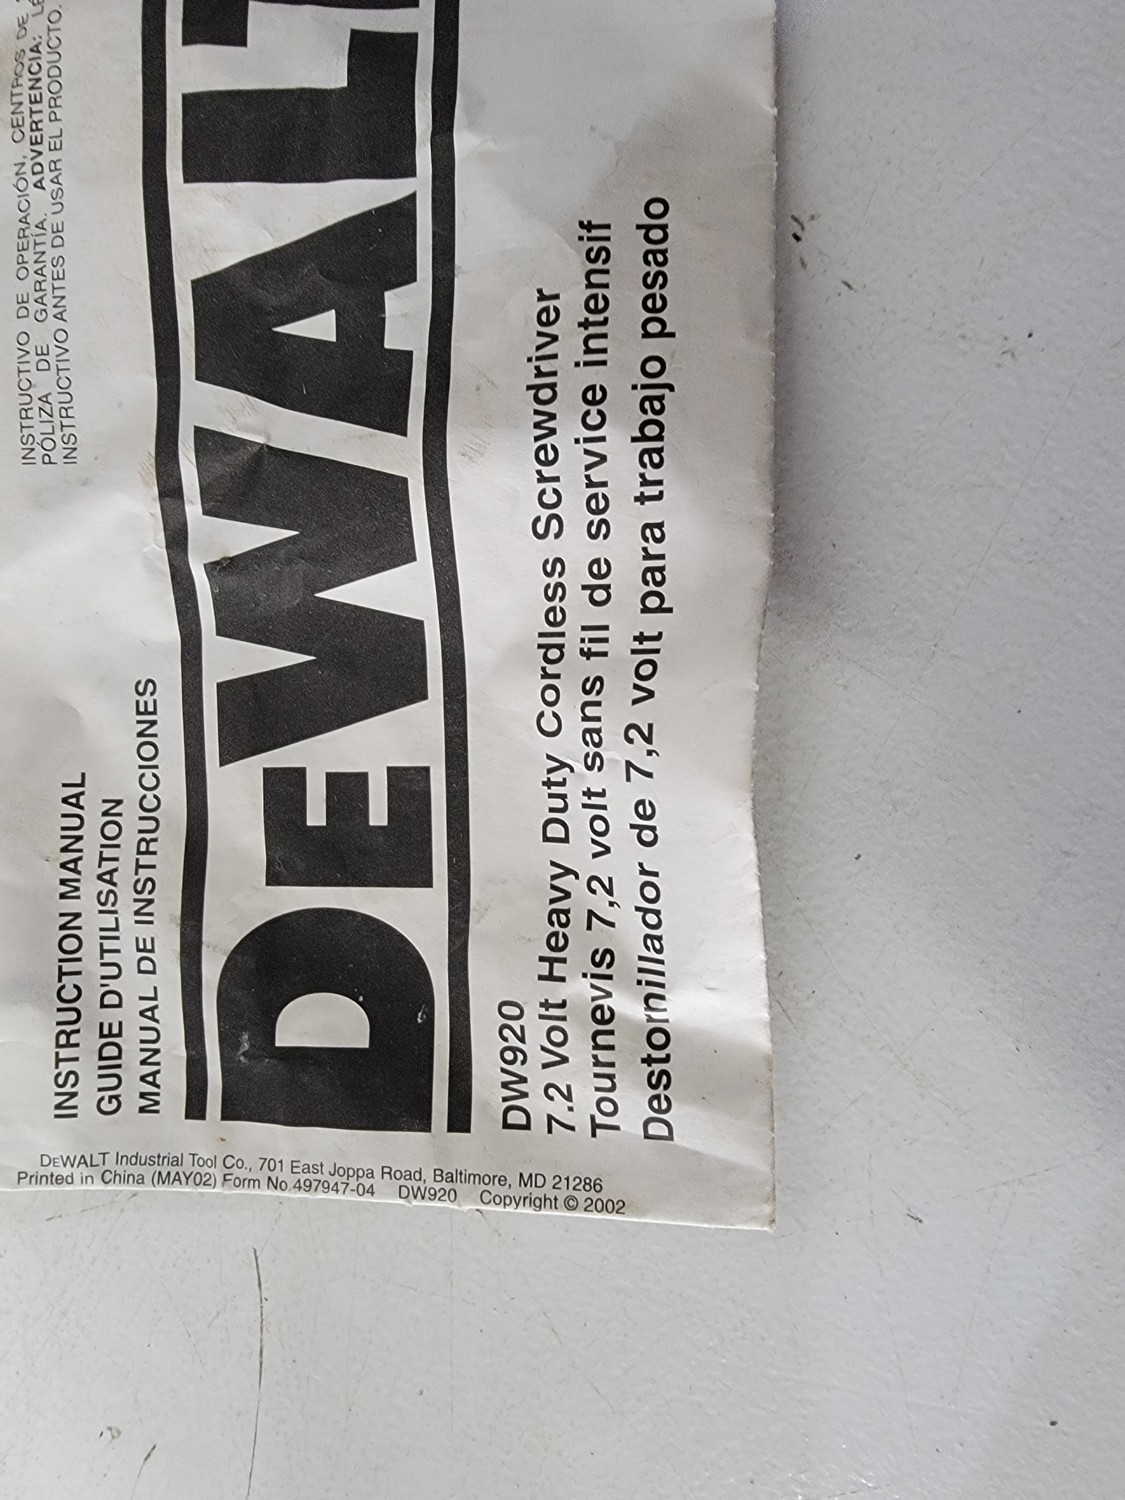 INSTRUCTION MANUAL
GUIDE D'UTILISATION
MANUAL DE INSTRUCCIONES
INSTRUCTIVO DE OPERACIÓN, CENTROS DE
PÓLIZA DE GARANTÍA. ADVERTENCIA:
INSTRUCTIVO ANTES DE USAR EL PRODUCTO.
DEWALT
DW920
7.2 Volt Heavy Duty Cordless Screwdriver
Tournevis 7,2 volt sans fil de service intensif
Destornillador de 7,2 volt para trabajo pesado
DEWALT Industrial Tool Co., 701 East Joppa Road, Baltimore, MD 21286
Printed in China (MAY02) Form No 497947-04 DW920 Copyright © 2002